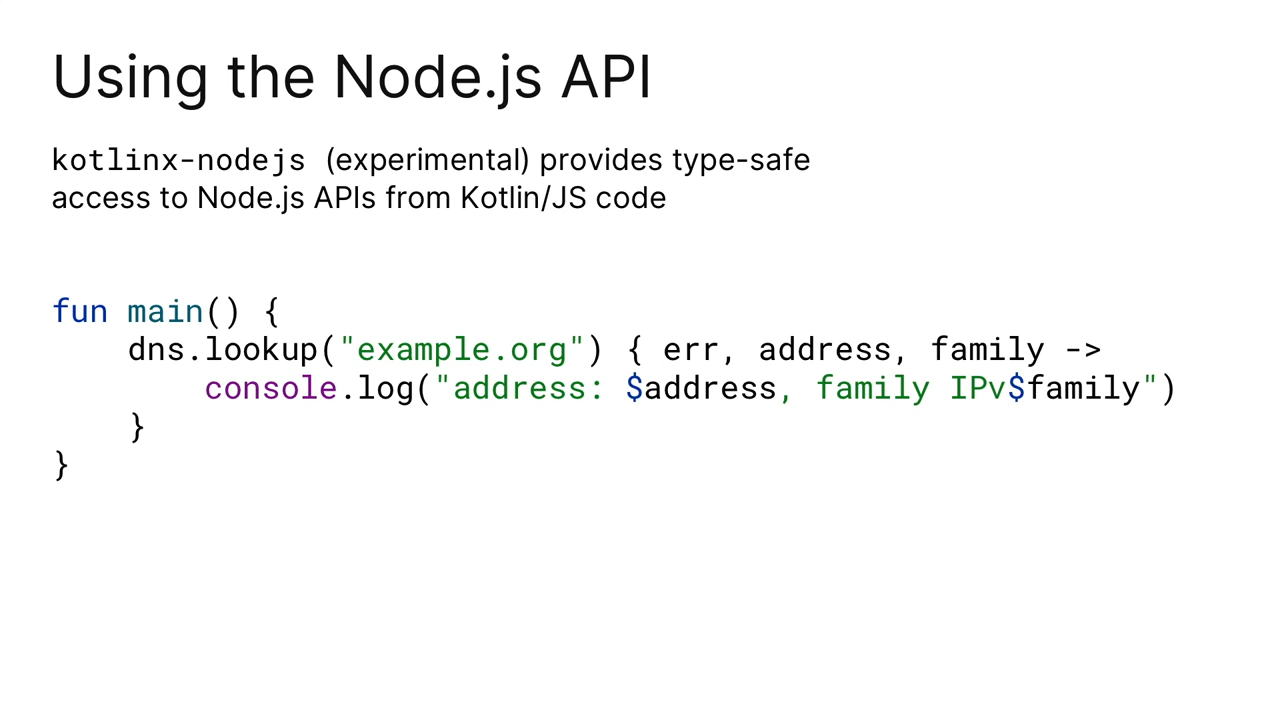 Using the Node.js API
kotlinx-nodejs (experimental) provides type-safe
access to Node.js APIs from Kotlin/JS code
fun main() {
    dns.lookup("example.org") { err, address, family ->
        console.log("address: $address, family IPv$family")
    }
}